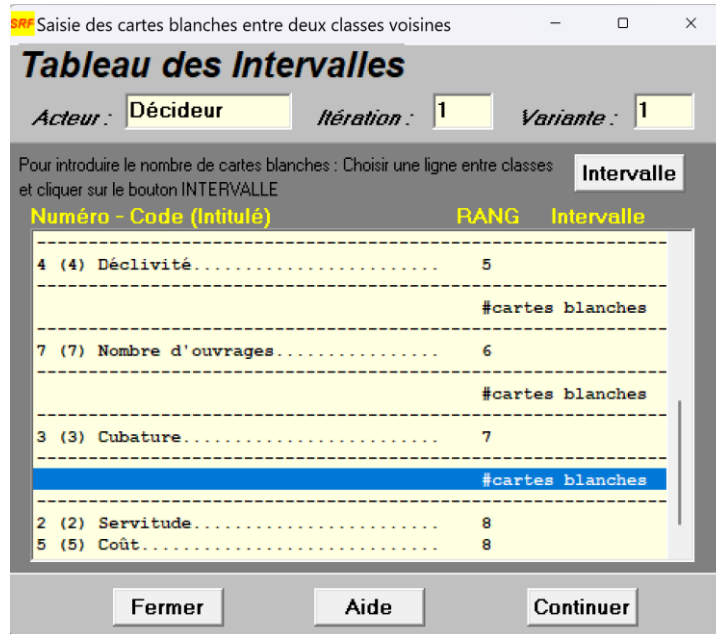 SRF Saisie des cartes blanches entre deux classes voisines
Tableau des Intervalles
Acteur : Décideur Itération : 1 Variante : 1
Pour introduire le nombre de cartes blanches : Choisir une ligne entre classes
et cliquer sur le bouton INTERVALLE
Intervalle
Numéro - Code (Intitulé) RANG Intervalle
------------------------------------------------------------
4 (4) Déclivité........................ 5
------------------------------------------------------------
#cartes blanches
------------------------------------------------------------
7 (7) Nombre d'ouvrages................ 6
------------------------------------------------------------
#cartes blanches
------------------------------------------------------------
3 (3) Cubature......................... 7
------------------------------------------------------------
#cartes blanches
------------------------------------------------------------
2 (2) Servitude........................ 8
5 (5) Coût............................. 8
Fermer Aide Continuer